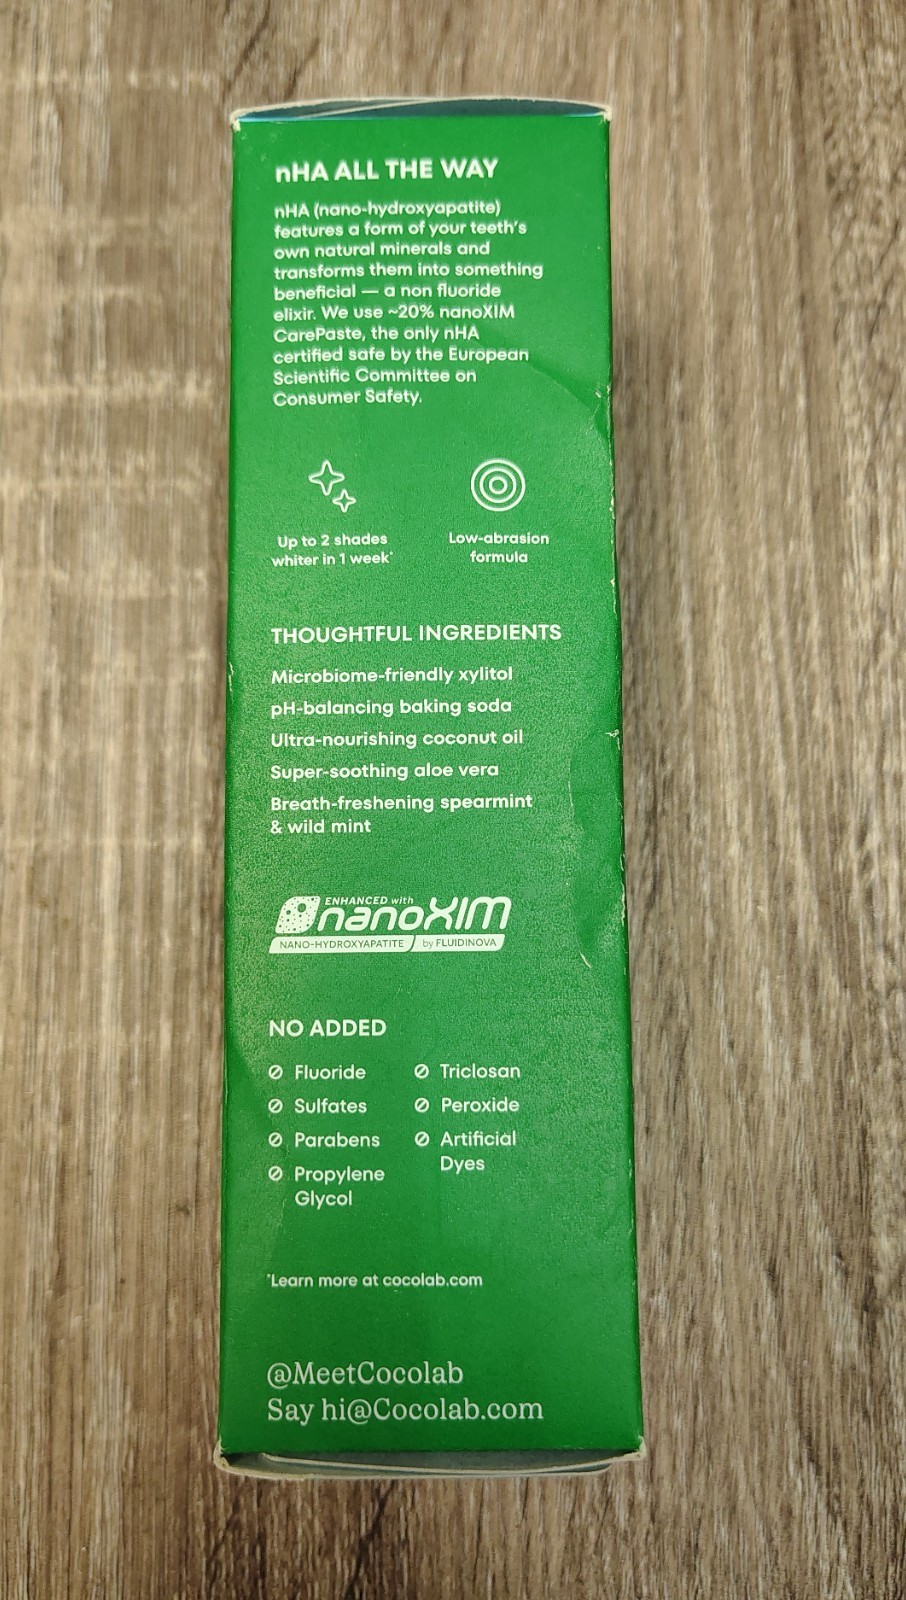 nHA ALL THE WAY
nHA (nano-hydroxyapatite)
features a form of your teeth's
own natural minerals and
transforms them into something
beneficial — a non fluoride
elixir. We use ~20% nanoXIM
CarePaste, the only nHA
certified safe by the European
Scientific Committee on
Consumer Safety.
Up to 2 shades
whiter in 1 week*
Low-abrasion
formula
THOUGHTFUL INGREDIENTS
Microbiome-friendly xylitol
pH-balancing baking soda
Ultra-nourishing coconut oil
Super-soothing aloe vera
Breath-freshening spearmint
& wild mint
ENHANCED with
nanoXIM
NANO-HYDROXYAPATITE by FLUIDINOVA
NO ADDED
Fluoride
Sulfates
Parabens
Propylene
Glycol
Triclosan
Peroxide
Artificial
Dyes
*Learn more at cocolab.com
@MeetCocolab
Say hi@Cocolab.com